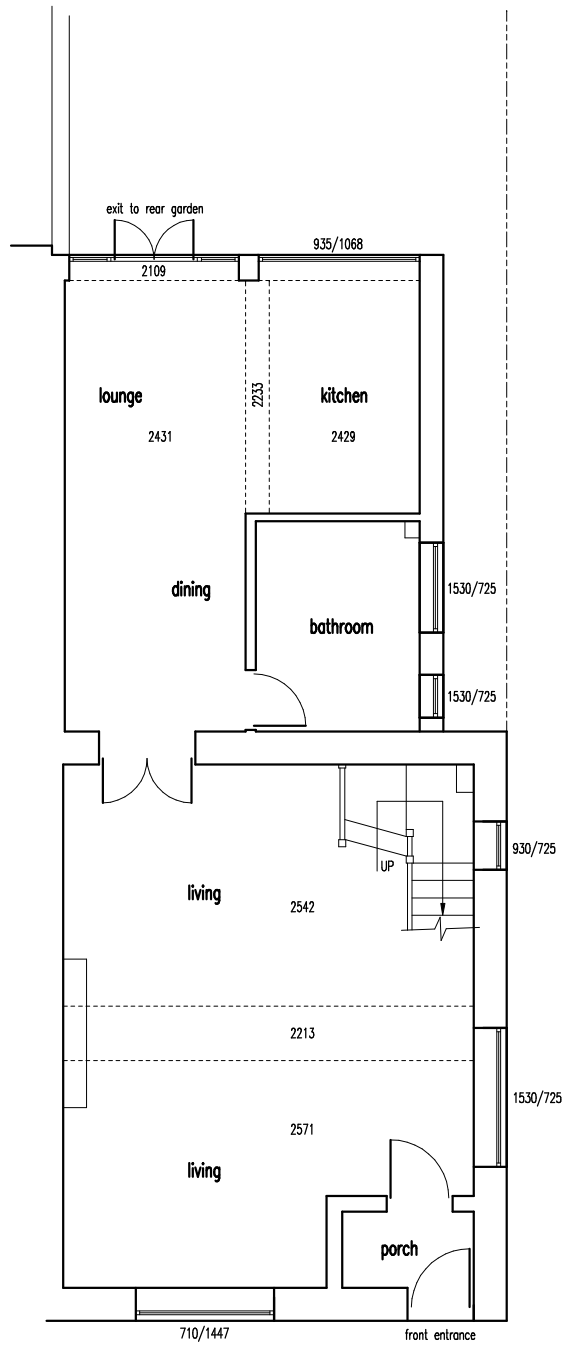 exit to rear garden
2109
935/1068
lounge
kitchen
2233
2431
2429
dining
1530/725
bathroom
1530/725
930/725
UP
living
2542
2213
1530/725
2571
living
porch
710/1447
front entrance